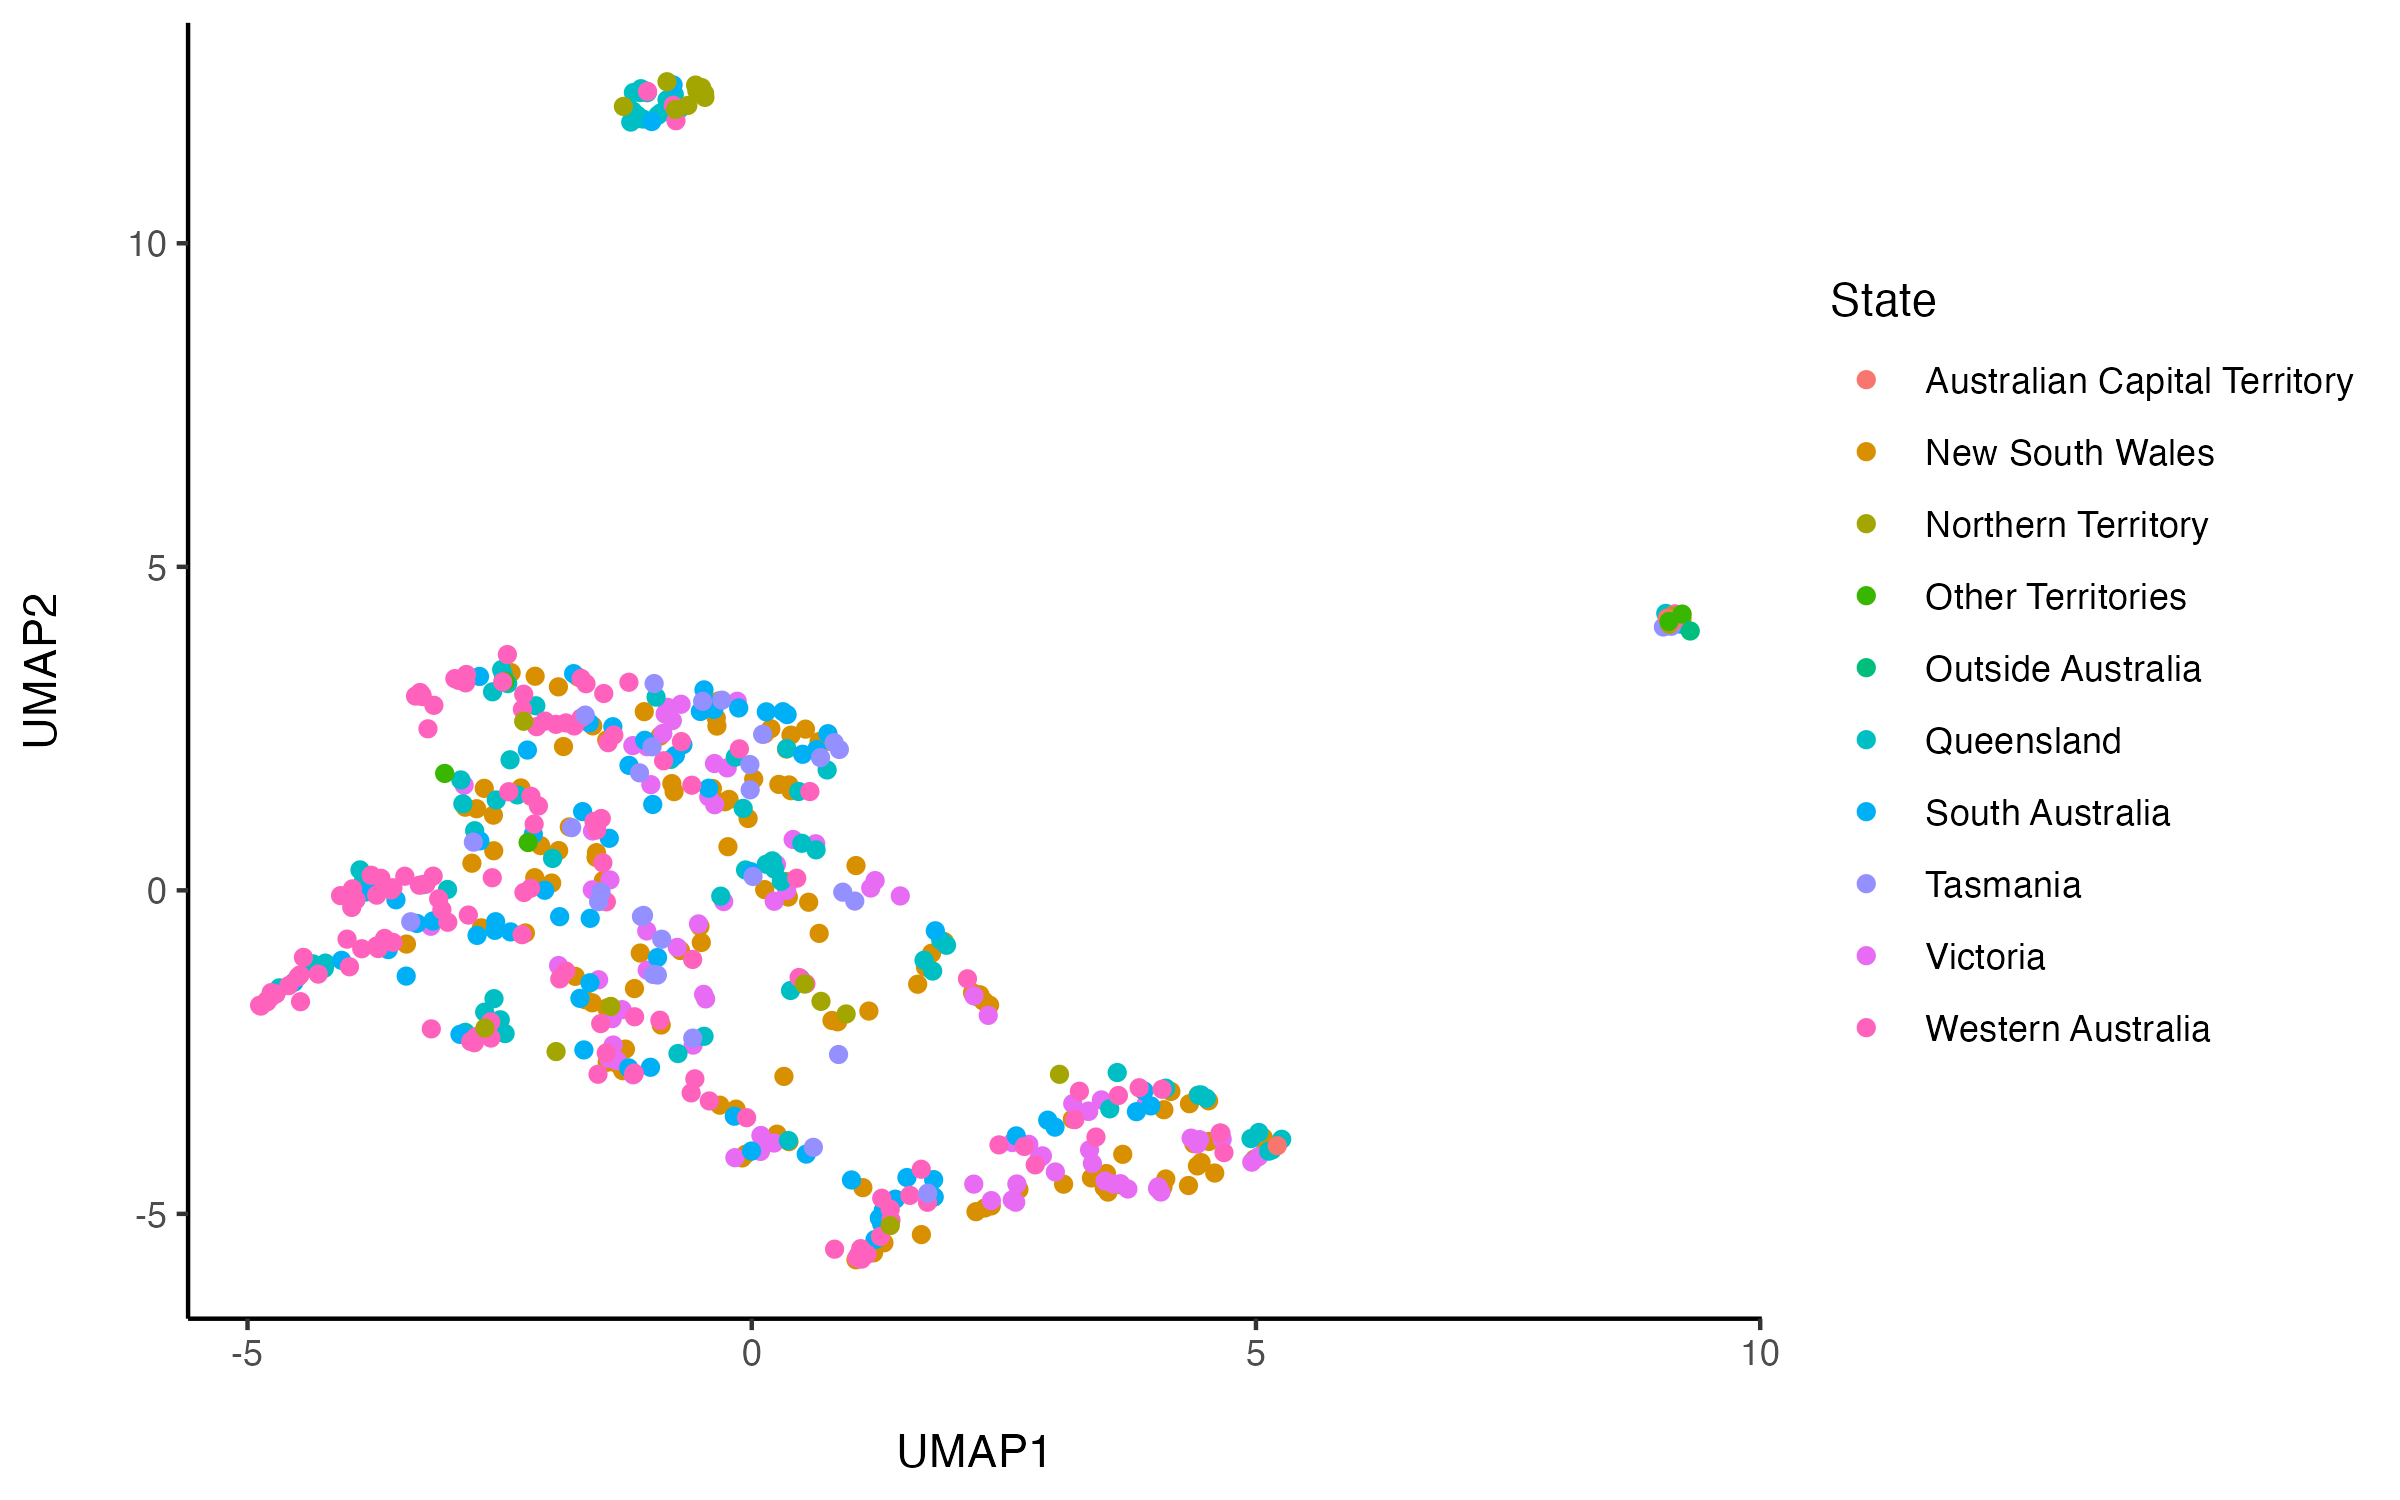 10
5
0
-5
UMAP2
-5
0
5
10
UMAP1
State
Australian Capital Territory
New South Wales
Northern Territory
Other Territories
Outside Australia
Queensland
South Australia
Tasmania
Victoria
Western Australia